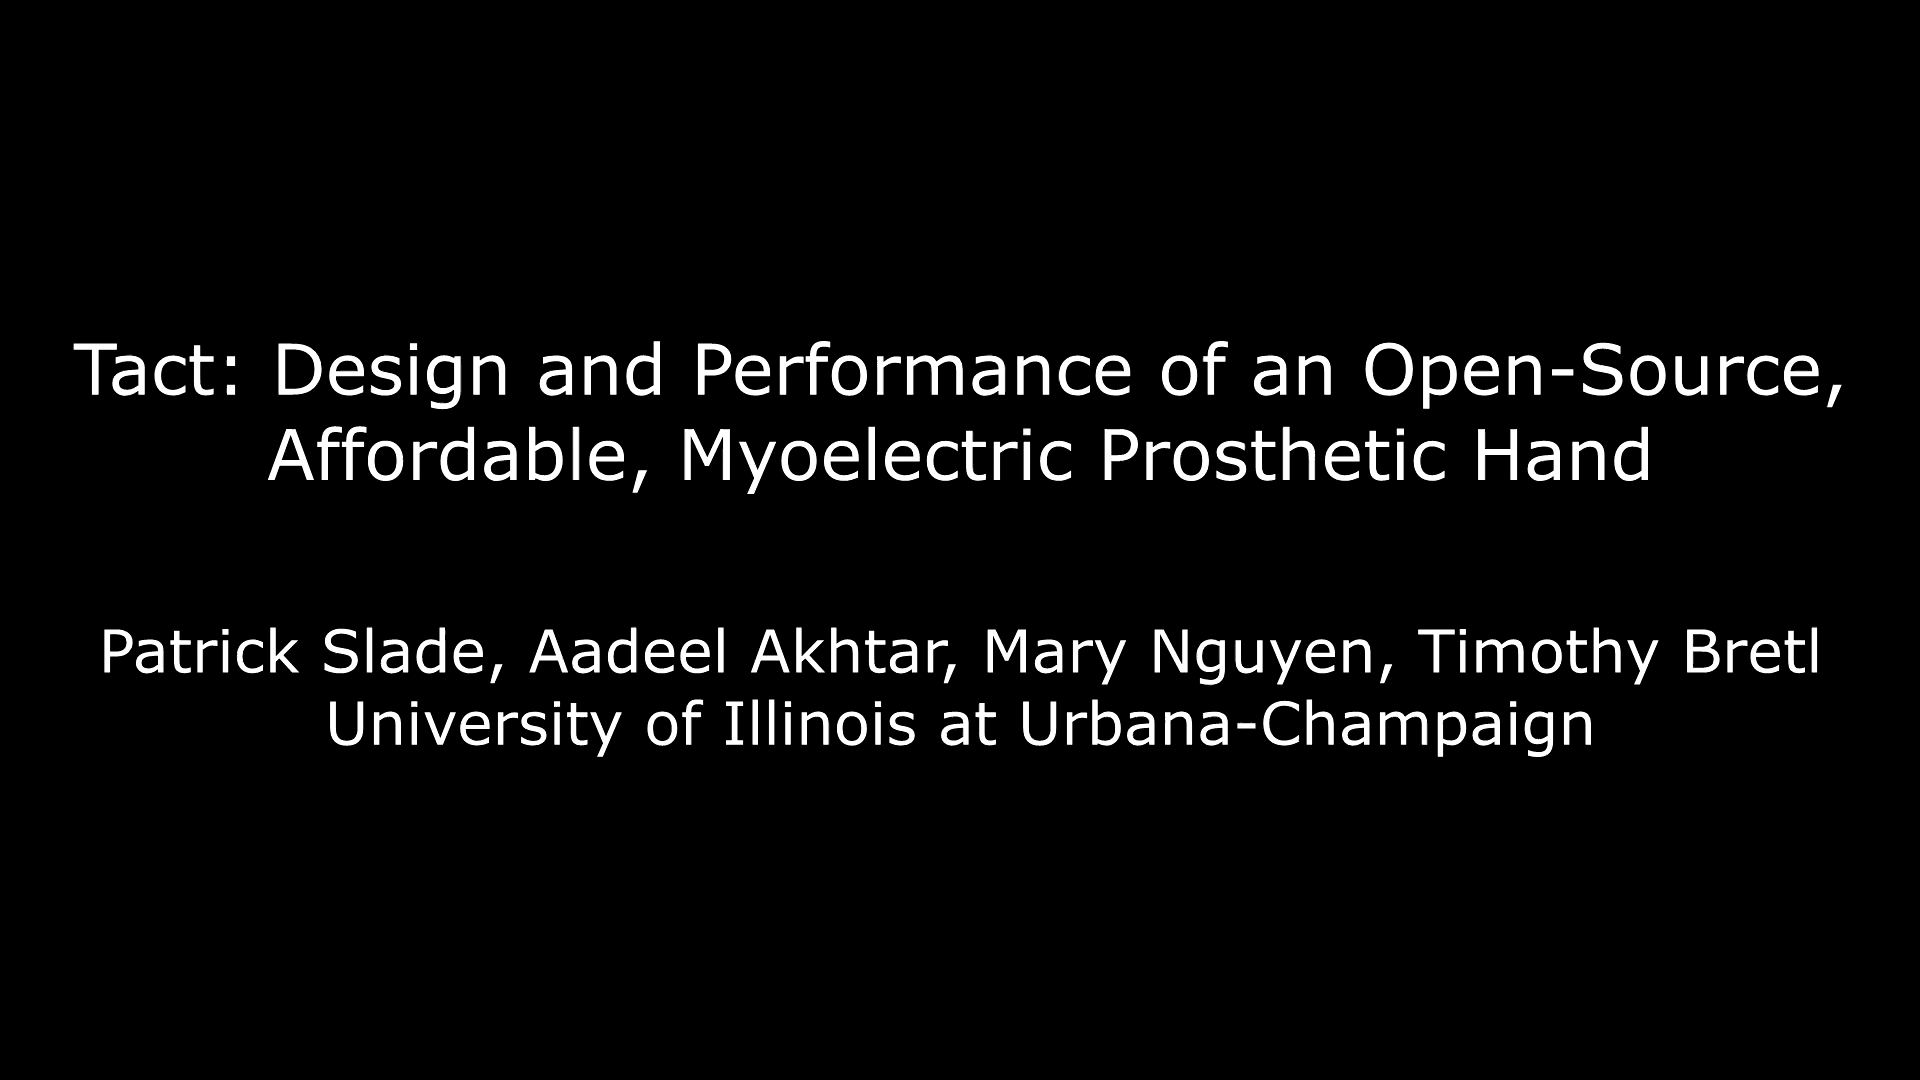 Tact: Design and Performance of an Open-Source,
Affordable, Myoelectric Prosthetic Hand
Patrick Slade, Aadeel Akhtar, Mary Nguyen, Timothy Bretl
University of Illinois at Urbana-Champaign